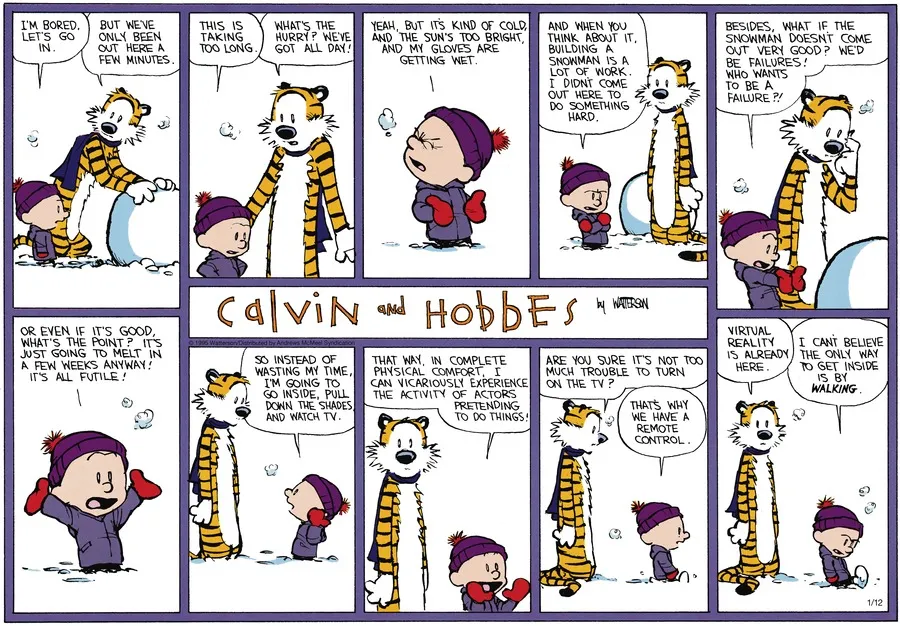 I'M BORED.
LET'S GO
IN.
BUT WE'VE
ONLY BEEN
OUT HERE A
FEW MINUTES.
THIS IS
TAKING
TOO LONG.
WHAT'S THE
HURRY? WE'VE
GOT ALL DAY!
YEAH, BUT IT'S KIND OF COLD,
AND THE SUN'S TOO BRIGHT,
AND MY GLOVES ARE
GETTING WET.
AND WHEN YOU
THINK ABOUT IT,
BUILDING A
SNOWMAN IS A
LOT OF WORK.
I DIDN'T COME
OUT HERE TO
DO SOMETHING
HARD.
BESIDES, WHAT IF THE
SNOWMAN DOESN'T COME
OUT VERY GOOD? WE'D
BE FAILURES!
WHO WANTS
TO BE A
FAILURE?!
CALVIN and HOBBES
by WATTERSON
© 1995 Watterson/Distributed by Andrews McMeel Syndication
OR EVEN IF IT'S GOOD,
WHAT'S THE POINT? IT'S
JUST GOING TO MELT IN
A FEW WEEKS ANYWAY!
IT'S ALL FUTILE!
SO INSTEAD OF
WASTING MY TIME,
I'M GOING TO
GO INSIDE, PULL
DOWN THE SHADES,
AND WATCH TV.
THAT WAY, IN COMPLETE
PHYSICAL COMFORT, I
CAN VICARIOUSLY EXPERIENCE
THE ACTIVITY OF ACTORS
PRETENDING
TO DO THINGS!
ARE YOU SURE IT'S NOT TOO
MUCH TROUBLE TO TURN
ON THE TV?
THAT'S WHY
WE HAVE A
REMOTE
CONTROL.
VIRTUAL
REALITY
IS ALREADY
HERE.
I CAN'T BELIEVE
THE ONLY WAY
TO GET INSIDE
IS BY
WALKING.
1/12